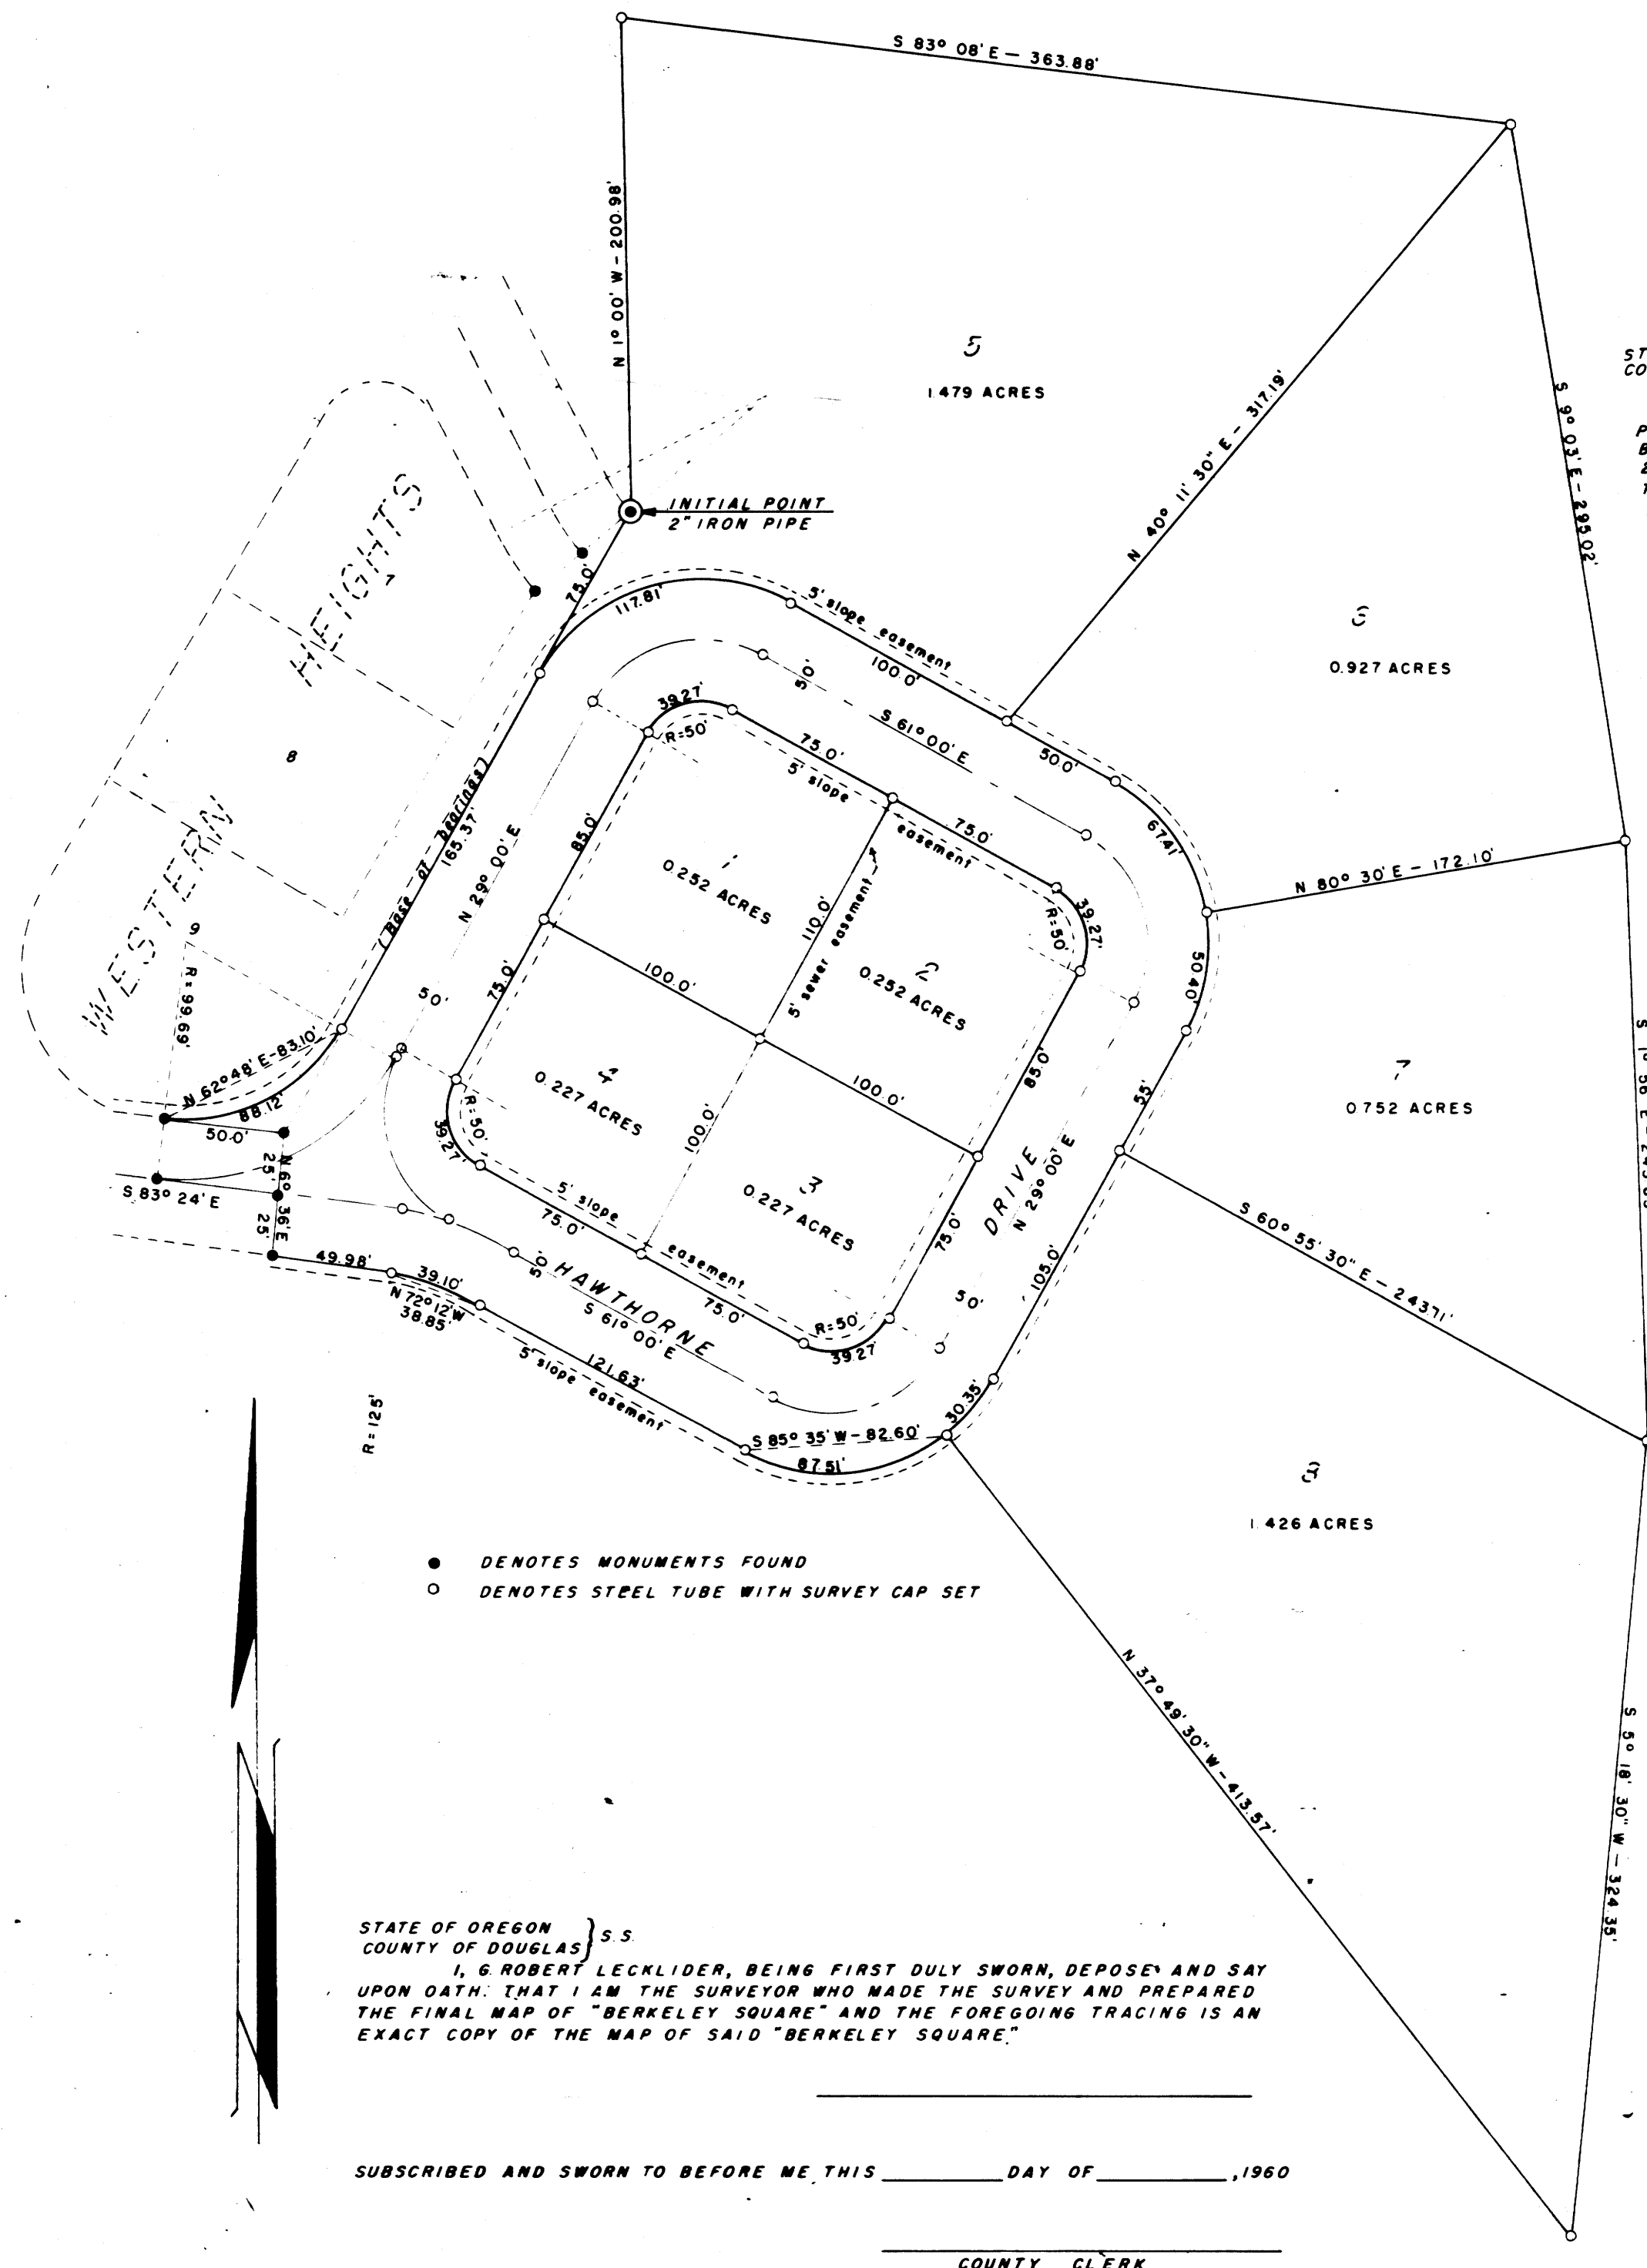 S 83° 08' E — 363.88'
N 1° 00' W - 200.98'
5
1.479 ACRES
N 40° 11' 30" E - 317.19'
S 9° 03' E - 295.02'
ST
CO
INITIAL POINT
2" IRON PIPE
75.0'
117.81'
5' slope easement
100.0'
50.0'
67.41'
6
0.927 ACRES
N 80° 30' E - 172.10'
50.40'
HEIGHTS
7
8
WESTERN
9
R = 99.69'
(Base of bearings)
165.37'
N 29° 00' E
50'
S 61° 00' E
50'
39.27'
R=50'
75.0'
5' slope
easement
75.0'
39.27'
R=50'
85.0'
1
0.252 ACRES
110.0'
5' sewer easement
2
0.252 ACRES
75.0'
100.0'
100.0'
85.0'
4
0.227 ACRES
100.0'
3
0.227 ACRES
R=50'
39.27'
5' slope
easement
75.0'
75.0'
R=50'
39.27'
75.0'
N 62° 48' E-83.10'
88.12'
50.0'
25'
N 6° 36' E
25'
S 83° 24' E
49.98'
39.10'
N 72° 12' W
38.85'
50'
HAWTHORNE
S 61° 00' E
121.63'
5' slope easement
S 85° 35' W - 82.60'
87.51'
30.35'
R = 125'
DRIVE
N 29° 00' E
50'
105.0'
55'
7
0.752 ACRES
S 60° 55' 30" E - 243.71'
8
1.426 ACRES
N 37° 49' 30" W - 413.57'
S 5° 18' 30" W - 324.35'
● DENOTES MONUMENTS FOUND
○ DENOTES STEEL TUBE WITH SURVEY CAP SET
N
STATE OF OREGON
COUNTY OF DOUGLAS } S.S.
I, G. ROBERT LECKLIDER, BEING FIRST DULY SWORN, DEPOSE AND SAY
UPON OATH: THAT I AM THE SURVEYOR WHO MADE THE SURVEY AND PREPARED
THE FINAL MAP OF "BERKELEY SQUARE" AND THE FOREGOING TRACING IS AN
EXACT COPY OF THE MAP OF SAID "BERKELEY SQUARE."
SUBSCRIBED AND SWORN TO BEFORE ME THIS DAY OF , 1960
COUNTY CLERK